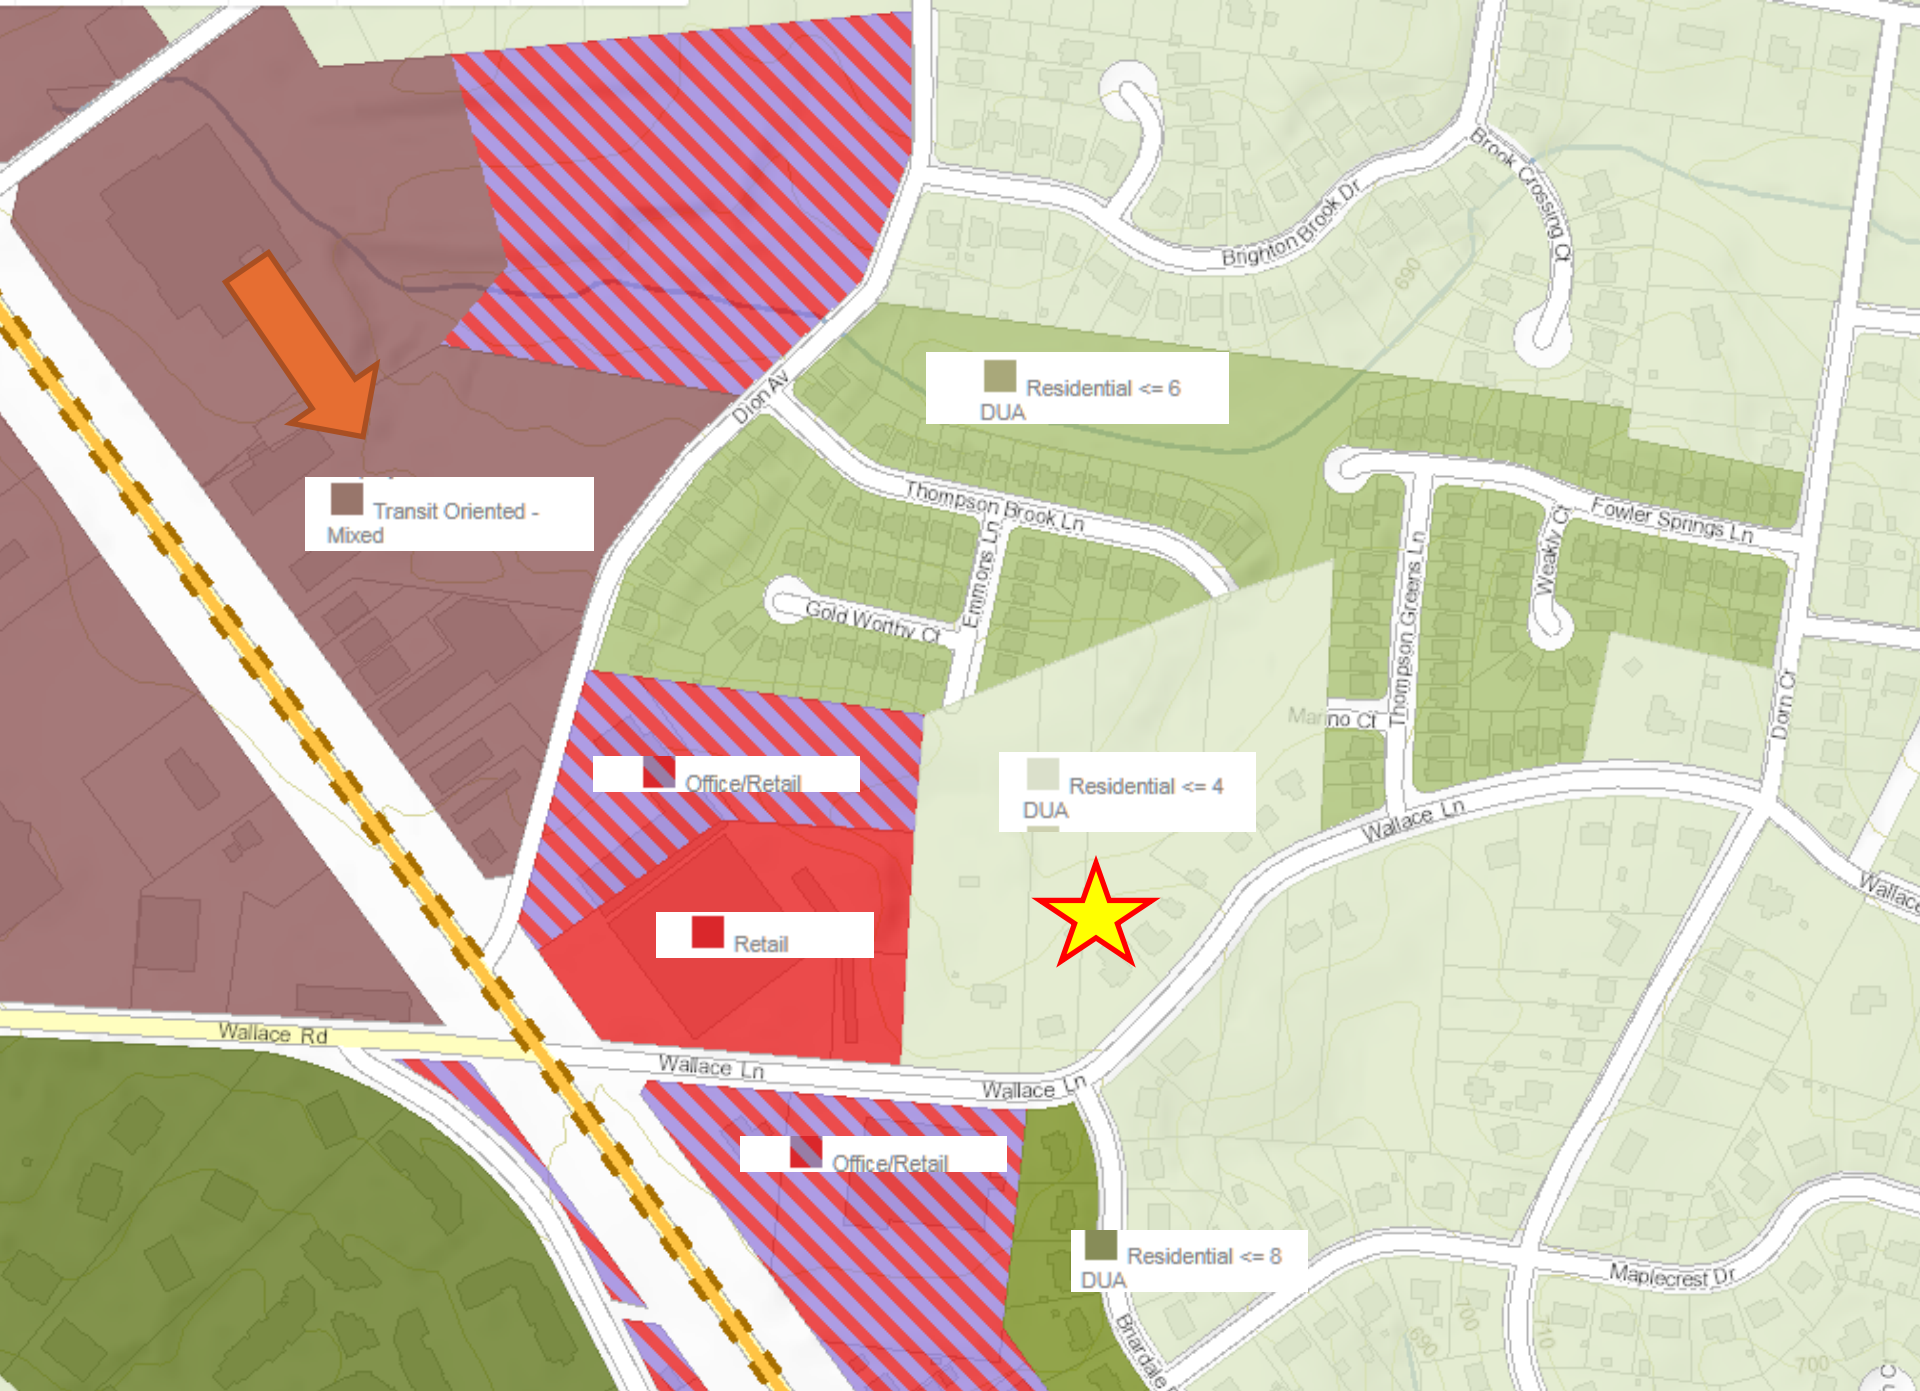 Brook Crossing Ct
Brighton Brook Dr
690
Residential <= 6
DUA
Dion Av
Transit Oriented -
Mixed
Thompson Brook Ln
Fowler Springs Ln
Weakly Ct
Emmons Ln
Thompson Greens Ln
Gold Worthy Ct
Marino Ct
Dorn Cr
Office/Retail
Residential <= 4
DUA
Wallace Ln
Wallace
Retail
Wallace Rd
Wallace Ln
Wallace Ln
Office/Retail
Residential <= 8
DUA
Maplecrest Dr
Briardale
700
690
710
700
C